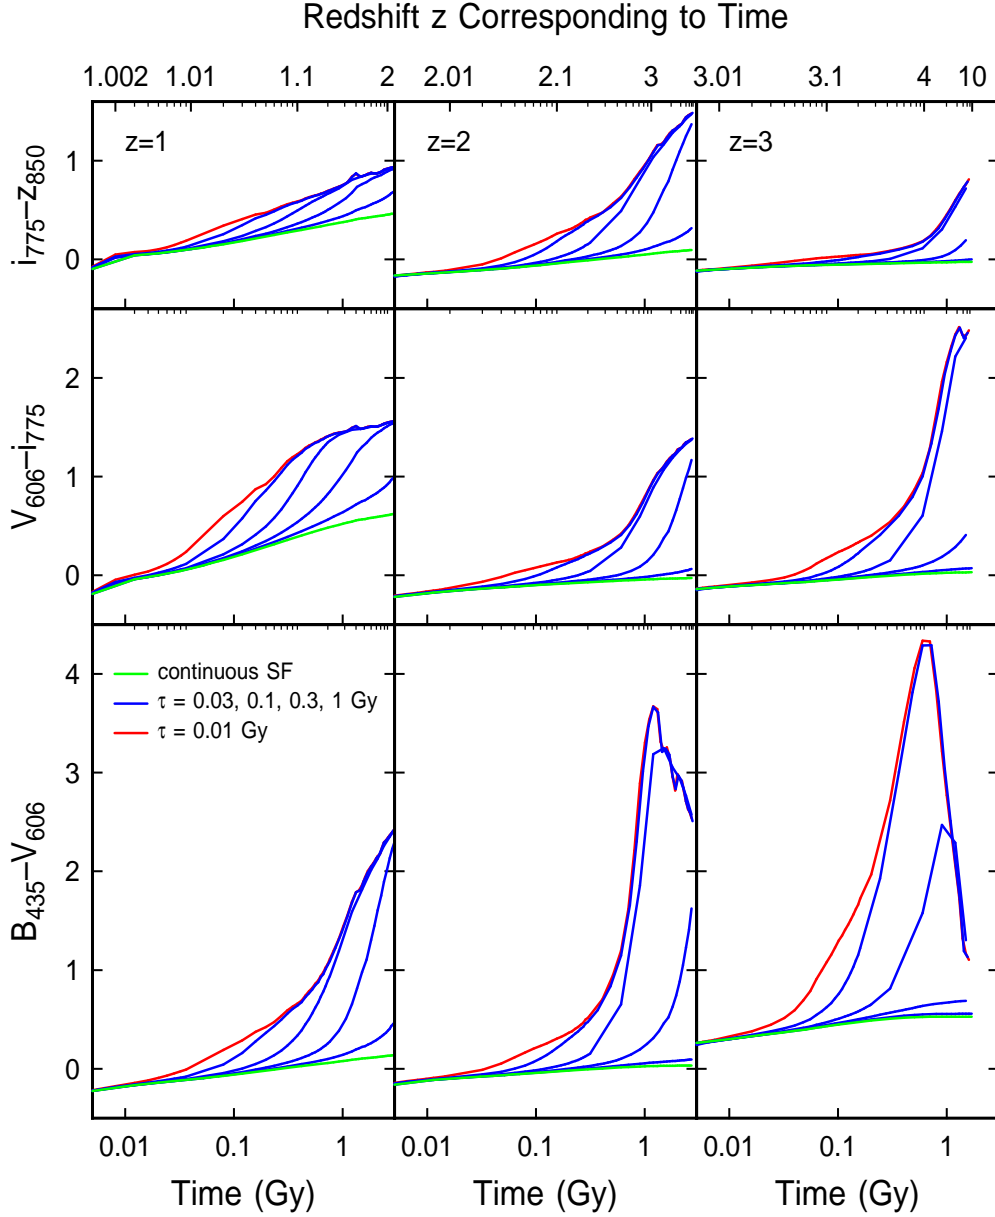 Redshift z Corresponding to Time
1.002 1.01 1.1 2 2.01 2.1 3 3.01 3.1 4 10
z=1 z=2 z=3
i775−z850
1
0
V606−i775
2
1
0
B435−V606
4
3
2
1
0
continuous SF
τ = 0.03, 0.1, 0.3, 1 Gy
τ = 0.01 Gy
0.01 0.1 1 0.01 0.1 1 0.01 0.1 1
Time (Gy) Time (Gy) Time (Gy)